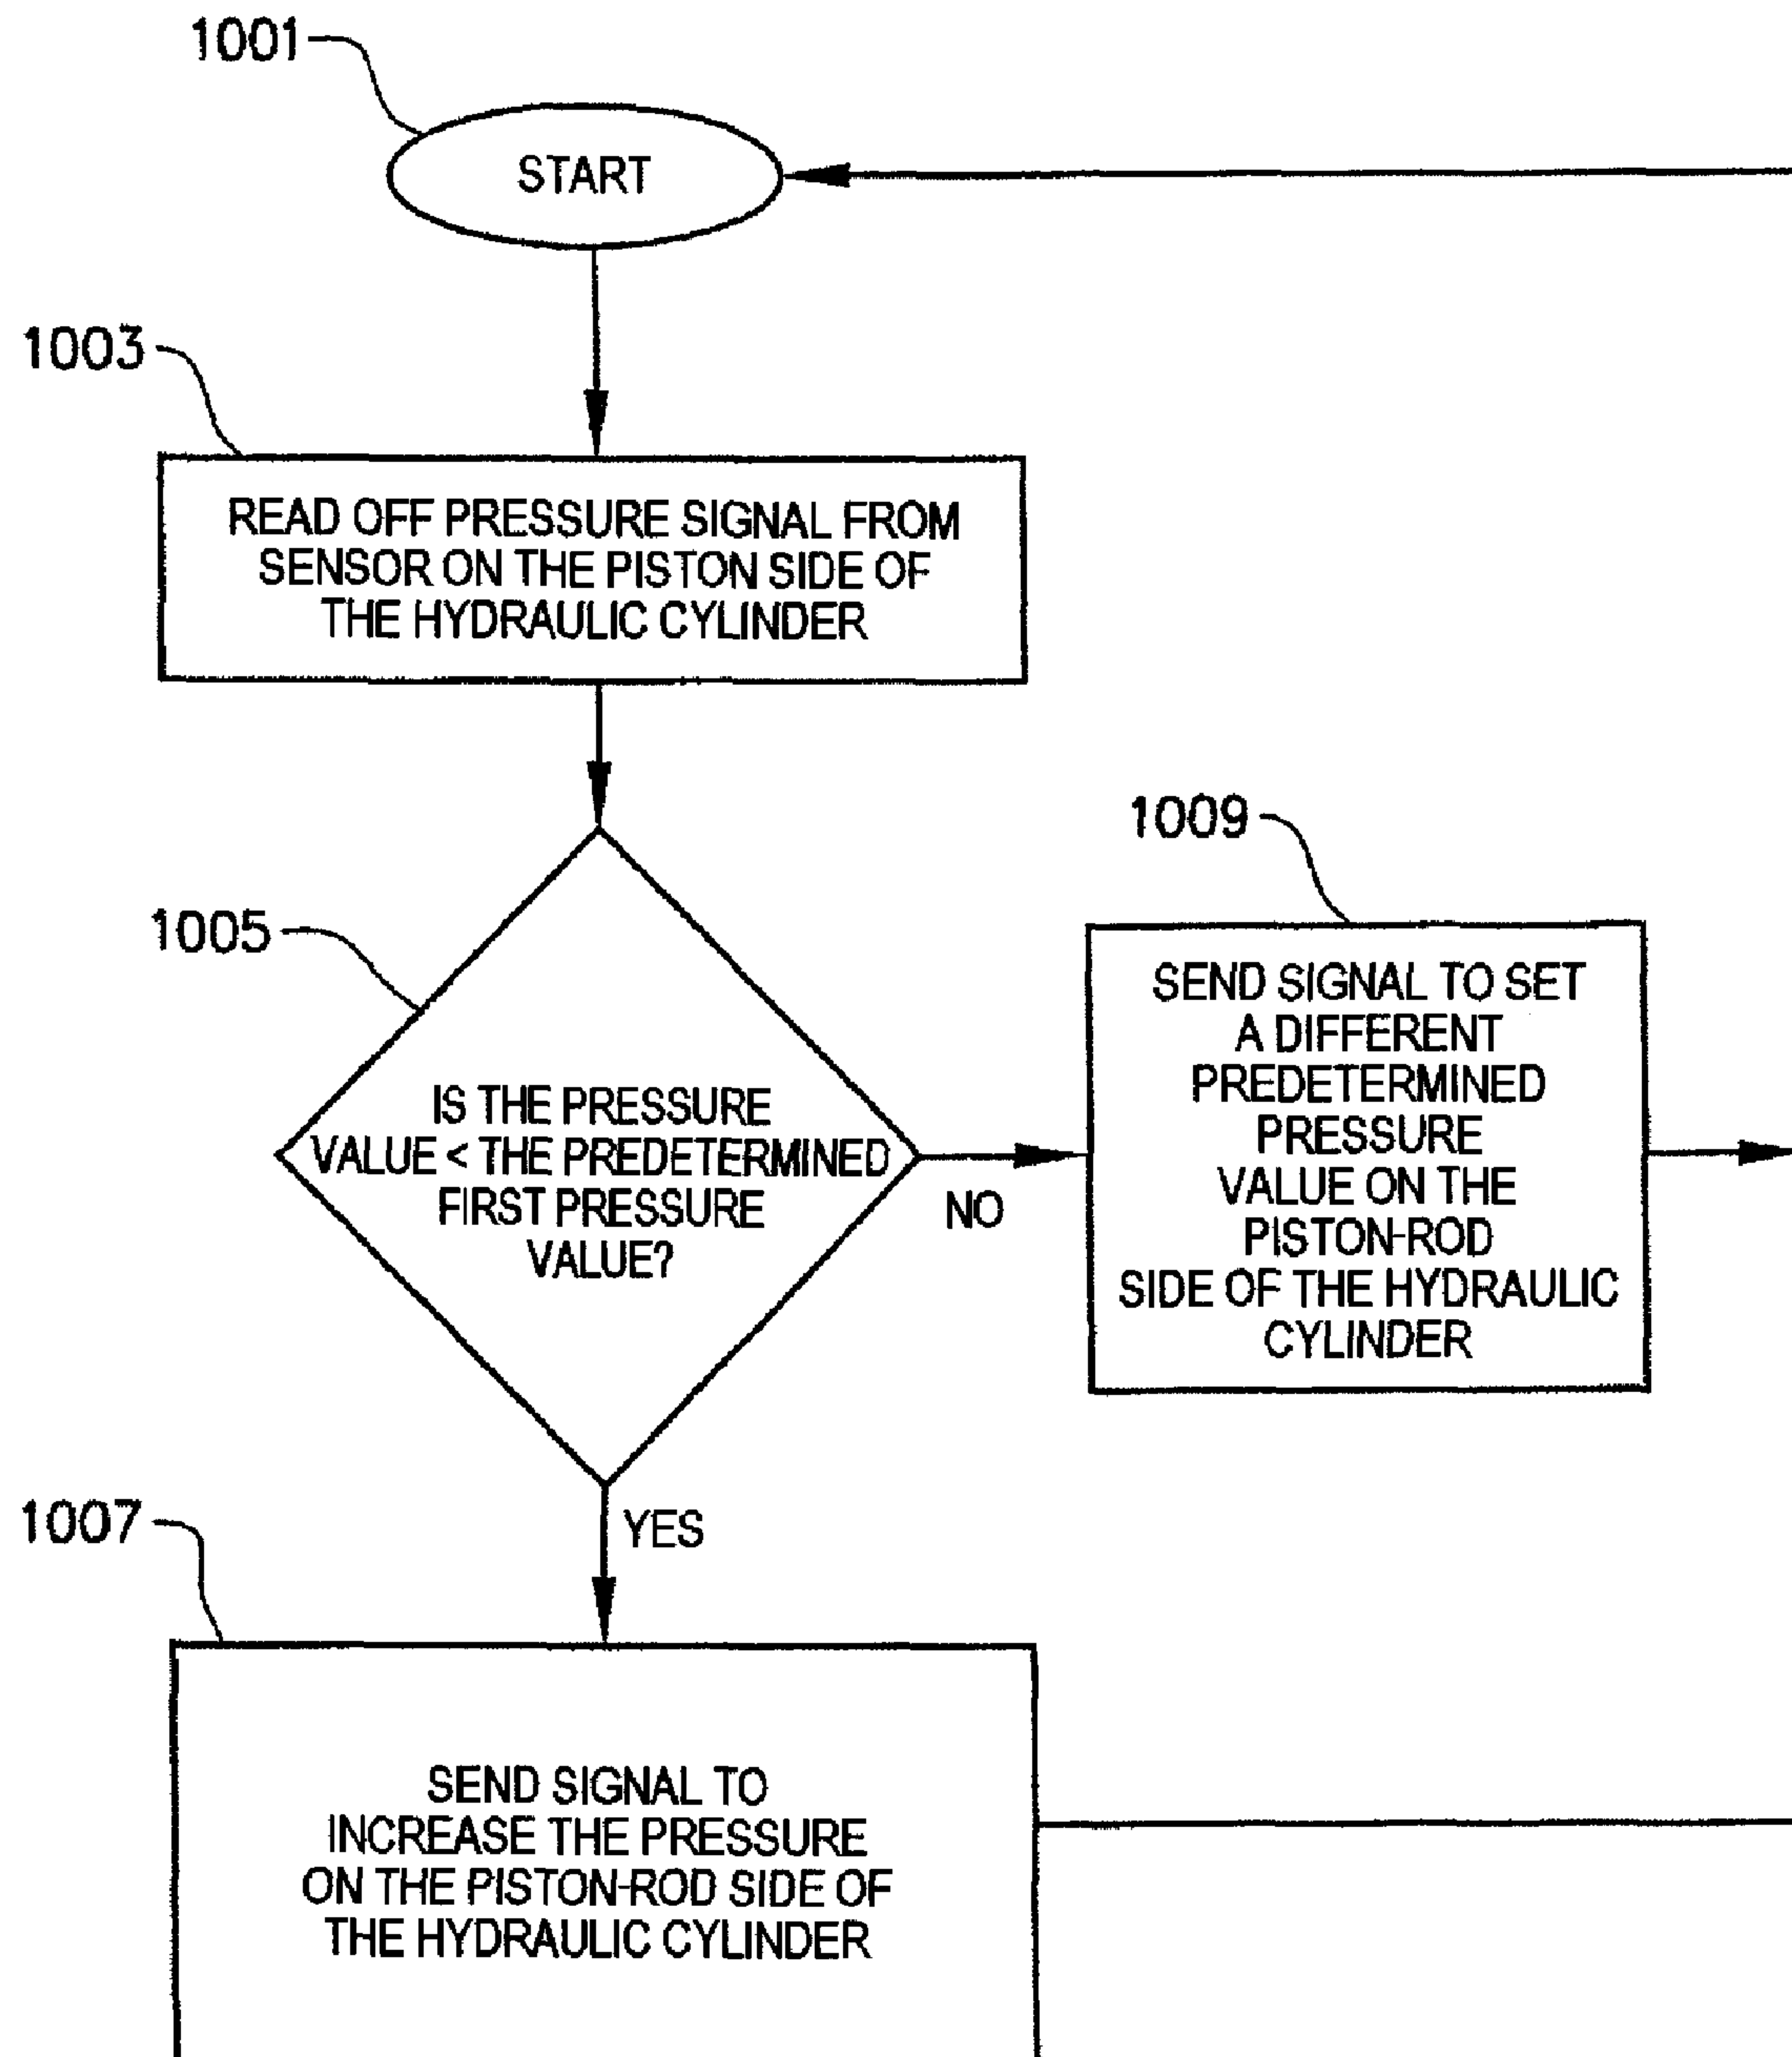 1001
START
1003
READ OFF PRESSURE SIGNAL FROM
SENSOR ON THE PISTON SIDE OF
THE HYDRAULIC CYLINDER
1005
IS THE PRESSURE
VALUE < THE PREDETERMINED
FIRST PRESSURE
VALUE?
NO
1009
SEND SIGNAL TO SET
A DIFFERENT
PREDETERMINED
PRESSURE
VALUE ON THE
PISTON-ROD
SIDE OF THE HYDRAULIC
CYLINDER
YES
1007
SEND SIGNAL TO
INCREASE THE PRESSURE
ON THE PISTON-ROD SIDE OF
THE HYDRAULIC CYLINDER